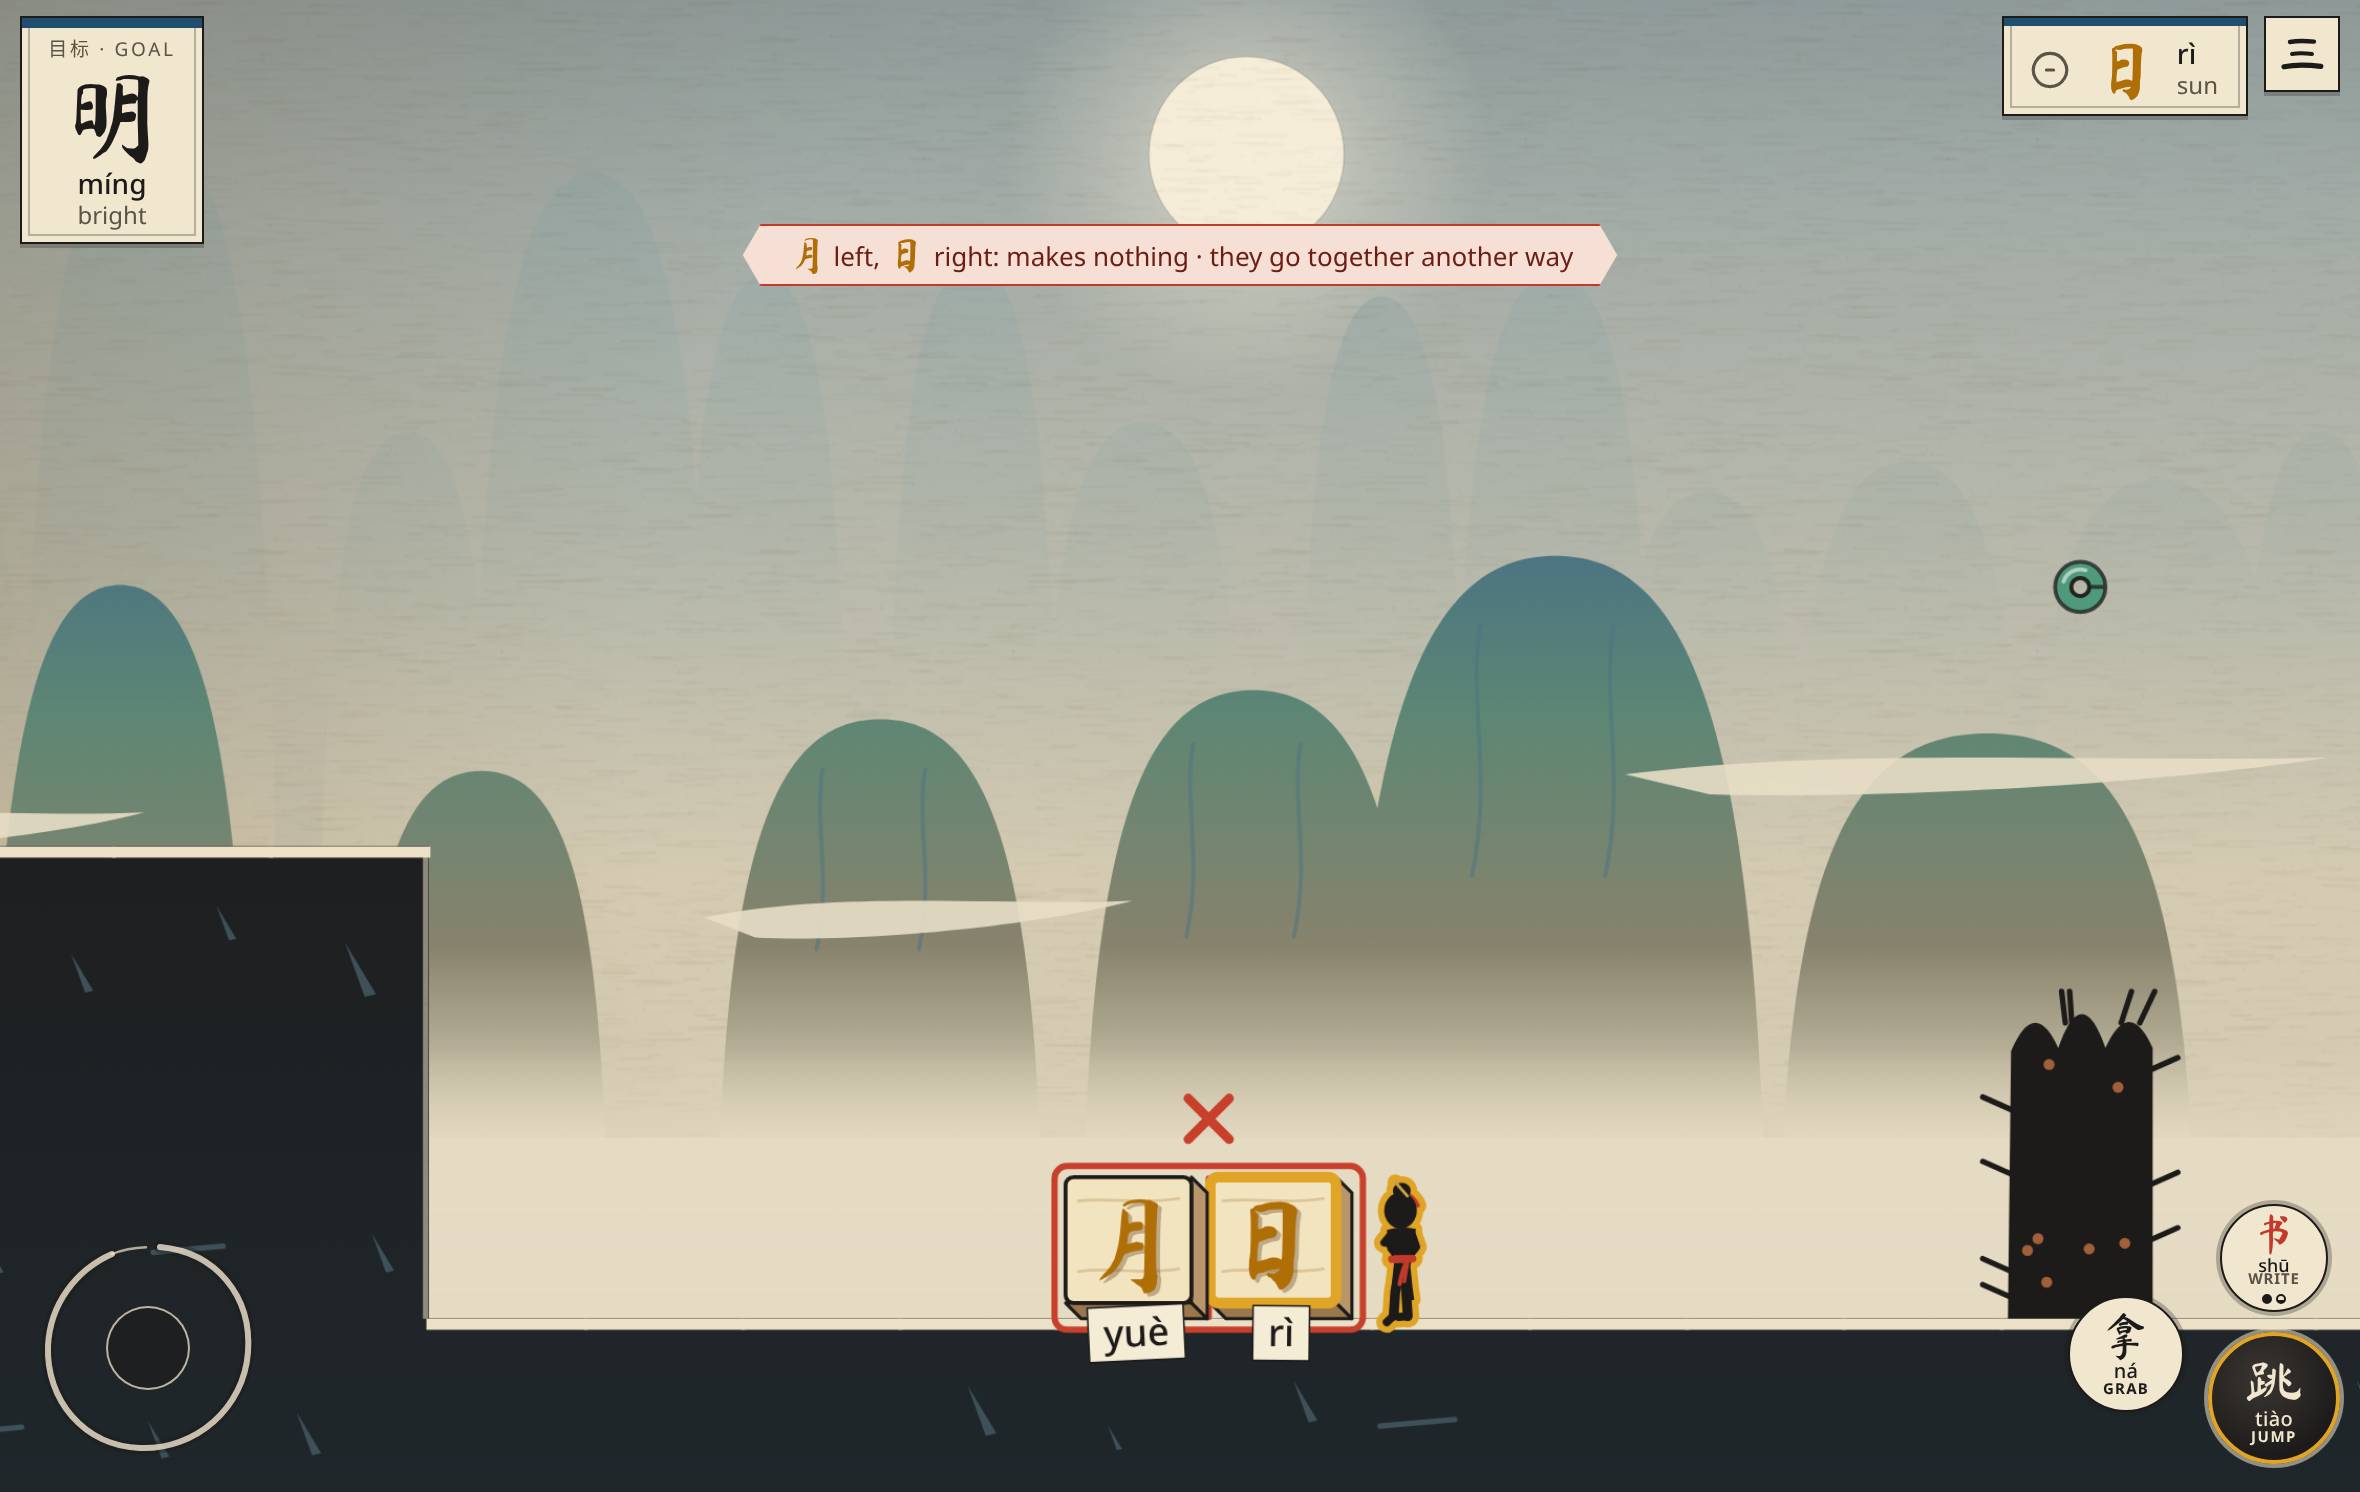 目标 · GOAL
明
míng
bright
日
rì
sun
三
月 left, 日 right: makes nothing · they go together another way
月 日
yuè rì
书
shū
WRITE
拿
ná
GRAB
跳
tiào
JUMP